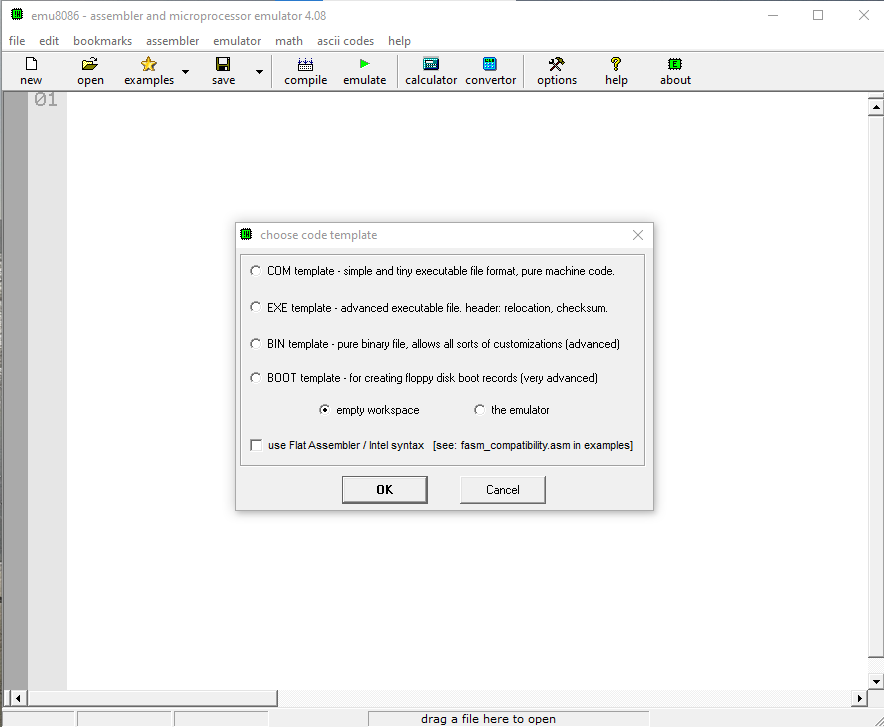 emu8086 - assembler and microprocessor emulator 4.08
file edit bookmarks assembler emulator math ascii codes help
new open examples save compile emulate calculator convertor options help about
01
choose code template
COM template - simple and tiny executable file format, pure machine code.
EXE template - advanced executable file. header: relocation, checksum.
BIN template - pure binary file, allows all sorts of customizations (advanced)
BOOT template - for creating floppy disk boot records (very advanced)
empty workspace the emulator
use Flat Assembler / Intel syntax [see: fasm_compatibility.asm in examples]
OK Cancel
drag a file here to open